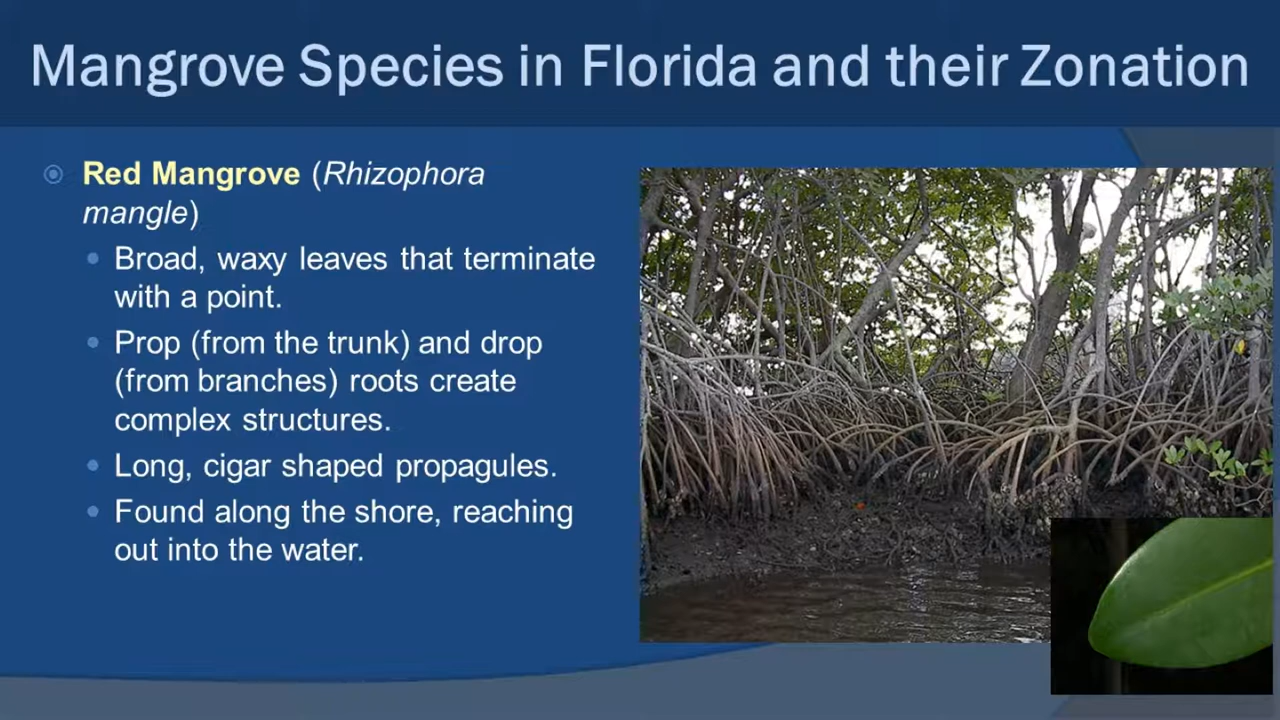 Mangrove Species in Florida and their Zonation
Red Mangrove (Rhizophora
mangle)
Broad, waxy leaves that terminate
with a point.
Prop (from the trunk) and drop
(from branches) roots create
complex structures.
Long, cigar shaped propagules.
Found along the shore, reaching
out into the water.